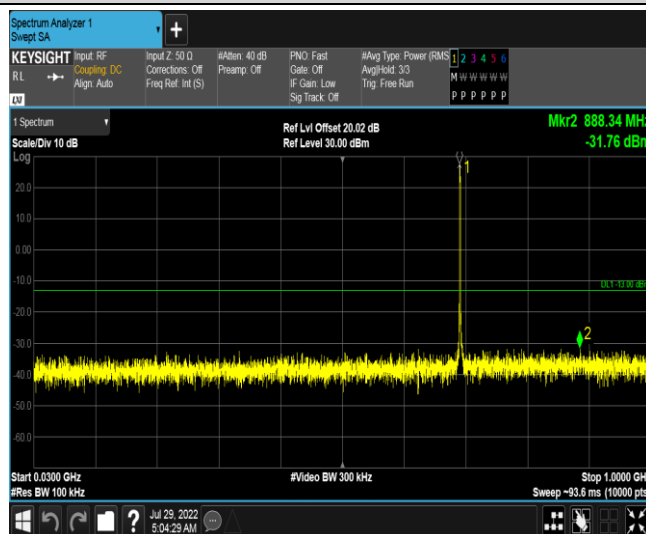 Spectrum Analyzer 1
Swept SA
KEYSIGHT
RL
LXI
Input: RF
Coupling: DC
Align: Auto
Input Z: 50 Ω
Corrections: Off
Freq Ref: Int (S)
#Atten: 40 dB
Preamp: Off
PNO: Fast
Gate: Off
IF Gain: Low
Sig Track: Off
#Avg Type: Power (RMS
Avg|Hold: 3/3
Trig: Free Run
1 2 3 4 5 6
M W W W W W
P P P P P P
1 Spectrum
Scale/Div 10 dB
Log
Ref Lvl Offset 20.02 dB
Ref Level 30.00 dBm
Mkr2 888.34 MHz
-31.76 dBm
1
20.0
10.0
0.00
-10.0
DL1 -13.00 dBm
-20.0
-30.0
2
-40.0
-50.0
-60.0
Start 0.0300 GHz
#Res BW 100 kHz
#Video BW 300 kHz
Stop 1.0000 GHz
Sweep ~93.6 ms (10000 pts)
?
Jul 29, 2022
5:04:29 AM